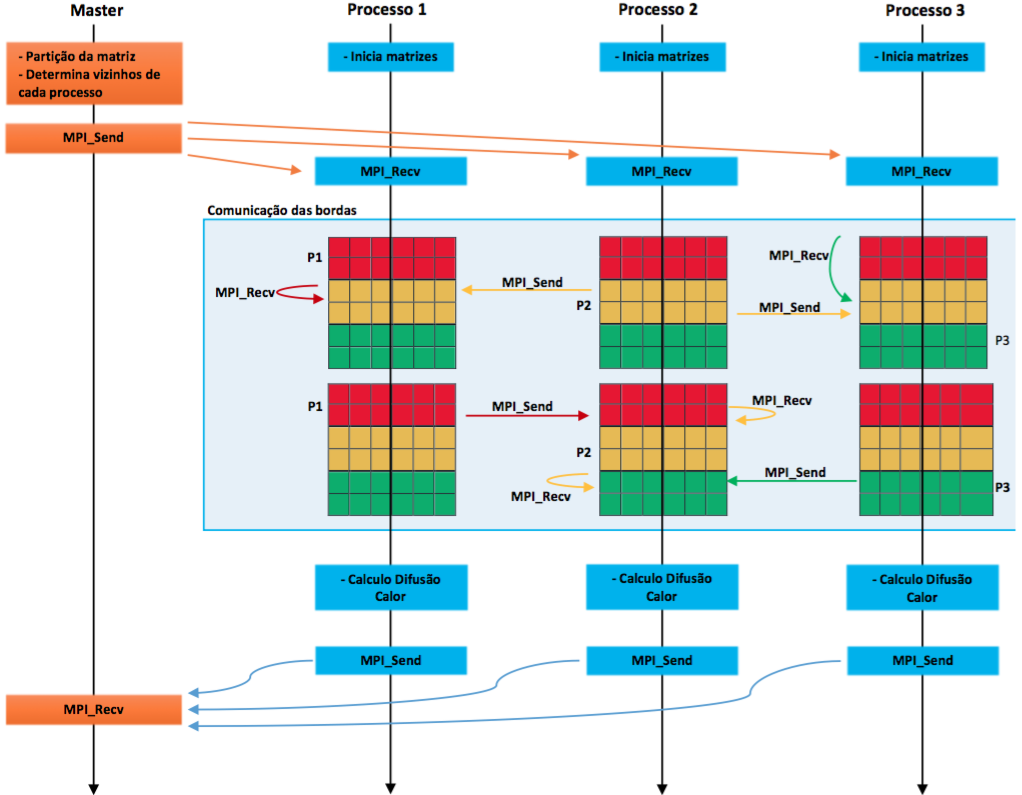 Master
Processo 1
Processo 2
Processo 3
- Partição da matriz
- Determina vizinhos de
cada processo
- Inicia matrizes
- Inicia matrizes
- Inicia matrizes
MPI_Send
MPI_Recv
MPI_Recv
MPI_Recv
Comunicação das bordas
P1
MPI_Recv
MPI_Send
P2
MPI_Recv
MPI_Send
P3
P1
MPI_Send
MPI_Recv
P2
MPI_Recv
MPI_Send
P3
- Calculo Difusão
Calor
- Calculo Difusão
Calor
- Calculo Difusão
Calor
MPI_Send
MPI_Send
MPI_Send
MPI_Recv